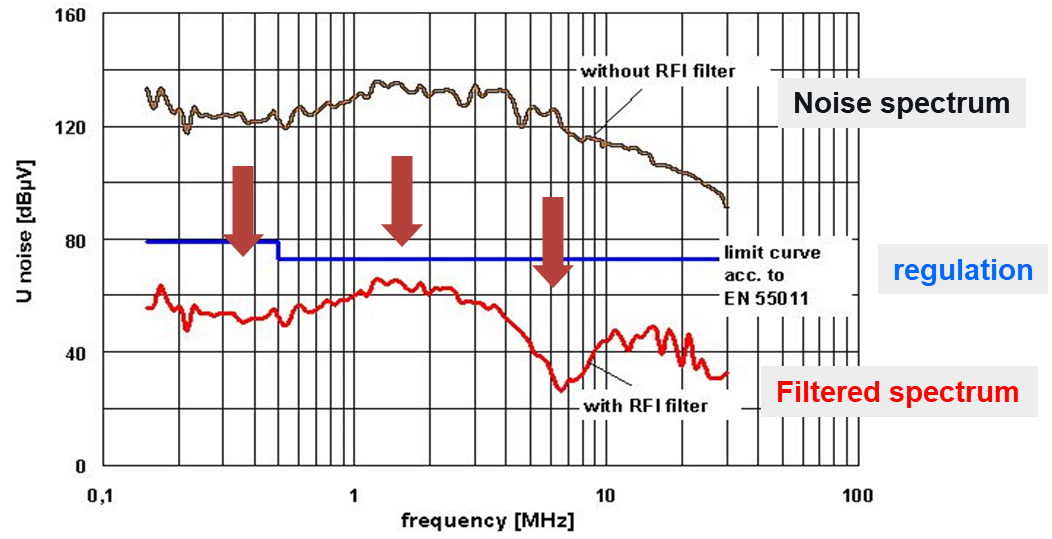 160
without RFI filter
Noise spectrum
120
U noise [dBµV]
80
limit curve
acc. to
EN 55011
regulation
40
with RFI filter
Filtered spectrum
0
0,1
1
10
100
frequency [MHz]